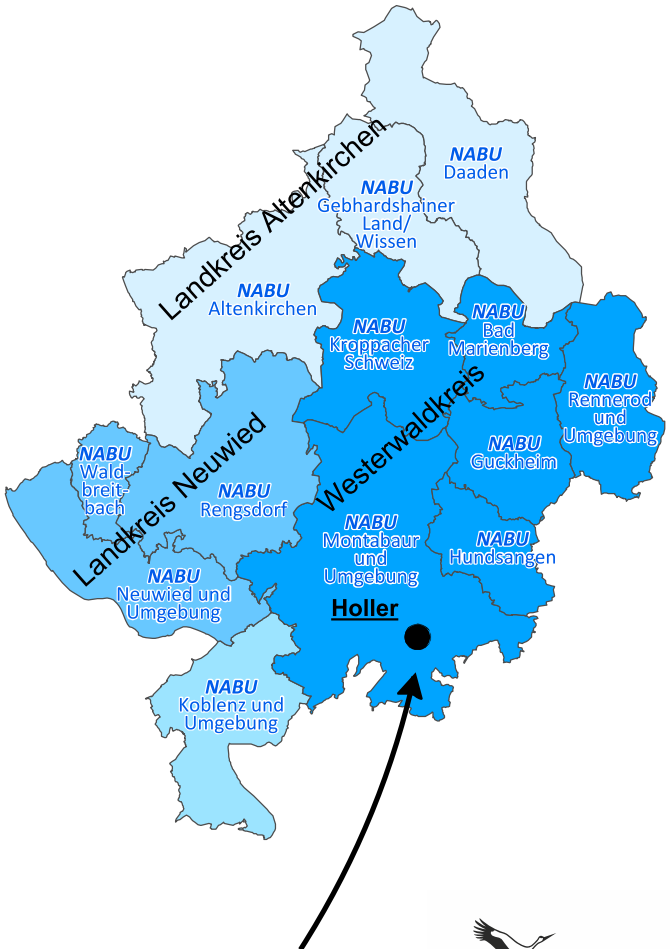 Landkreis Altenkirchen
NABU
Daaden
NABU
Gebhardshainer
Land/
Wissen
NABU
Altenkirchen
NABU
Kroppacher
Schweiz
NABU
Bad
Marienberg
NABU
Rennerod
und
Umgebung
Westerwaldkreis
NABU
Guckheim
NABU
Wald-
breit-
bach
Landkreis Neuwied
NABU
Rengsdorf
NABU
Montabaur
und
Umgebung
NABU
Hundsangen
NABU
Neuwied und
Umgebung
Holler
NABU
Koblenz und
Umgebung